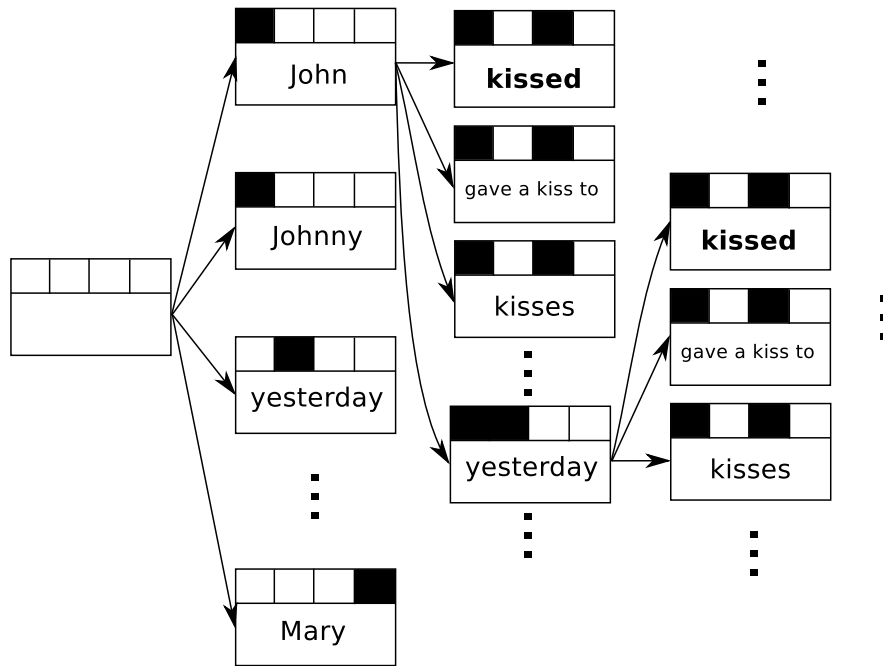 John
Johnny
yesterday
Mary
kissed
gave a kiss to
kisses
yesterday
kissed
gave a kiss to
kisses